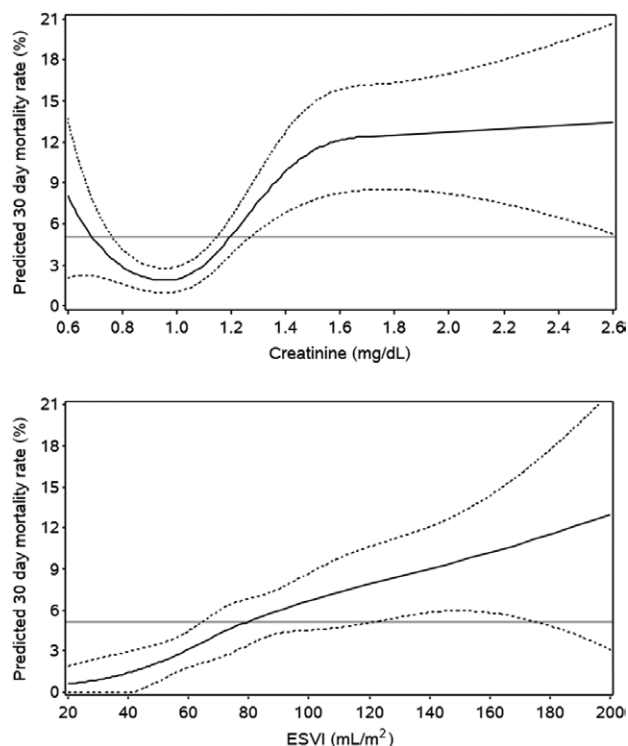 Predicted 30 day mortality rate (%)
21
18
15
12
9
6
3
0
0.6 0.8 1.0 1.2 1.4 1.6 1.8 2.0 2.2 2.4 2.6
Creatinine (mg/dL)
Predicted 30 day mortality rate (%)
21
18
15
12
9
6
3
0
20 40 60 80 100 120 140 160 180 200
ESVI (mL/m²)